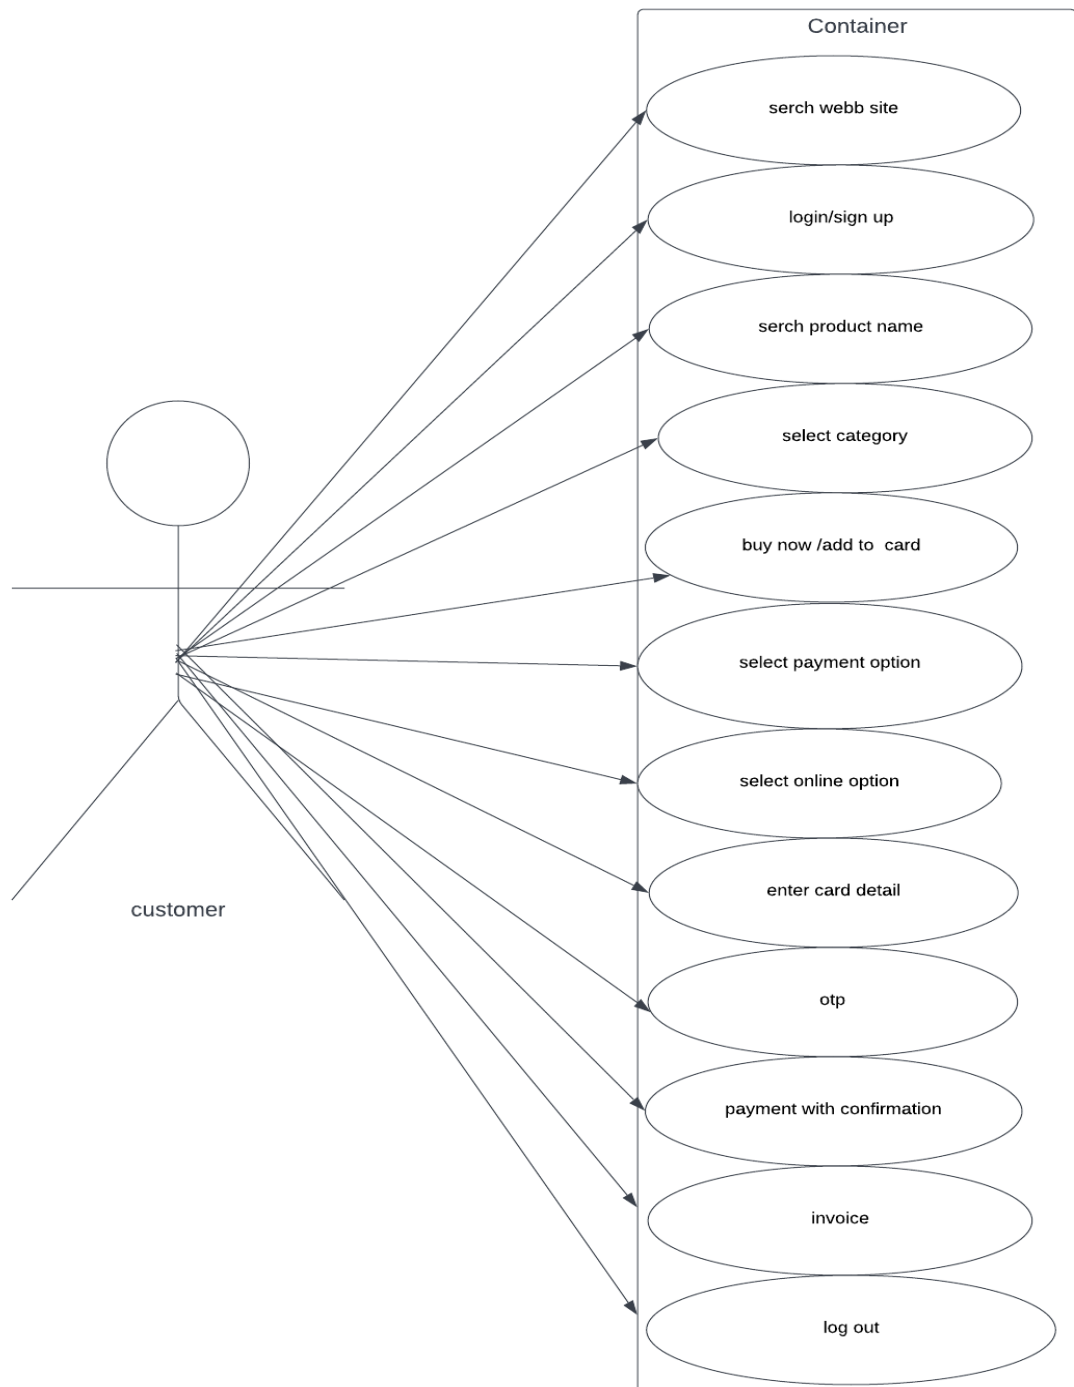 Container
serch webb site
login/sign up
serch product name
select category
buy now /add to  card
select payment option
select online option
enter card detail
customer
otp
payment with confirmation
invoice
log out